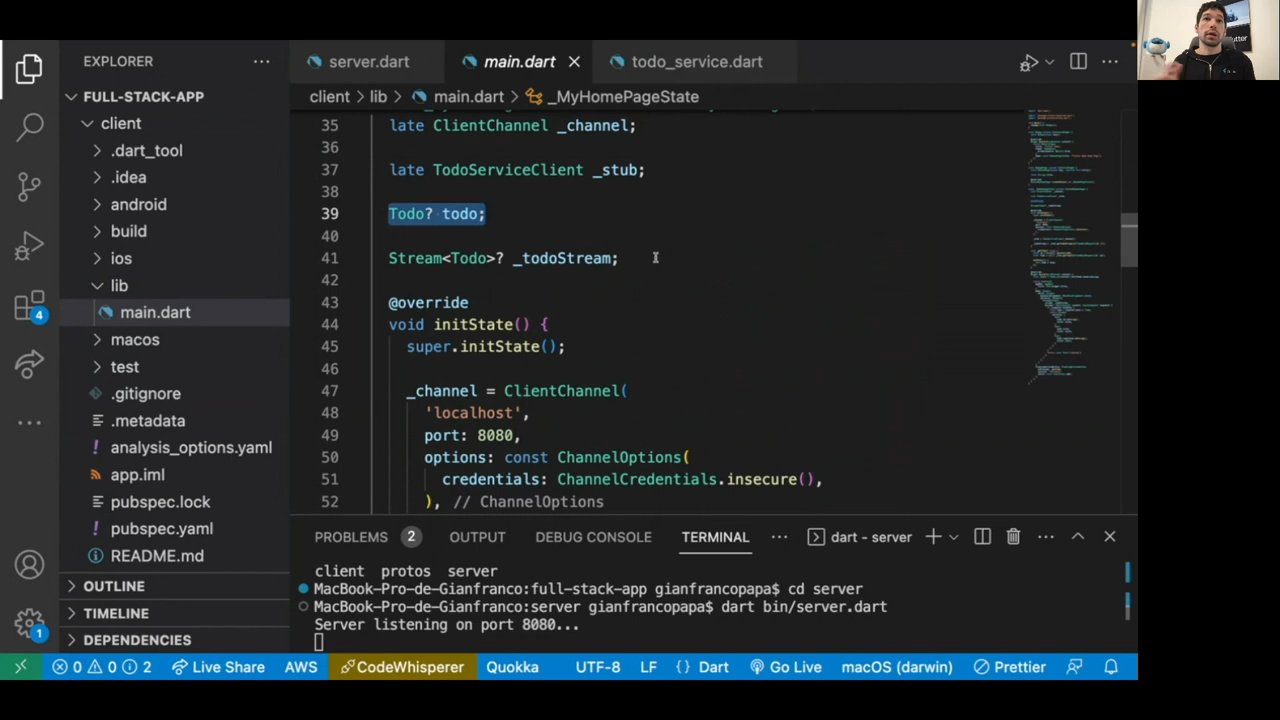 EXPLORER
FULL-STACK-APP
client
.dart_tool
.idea
android
build
ios
lib
main.dart
macos
test
.gitignore
.metadata
analysis_options.yaml
app.iml
pubspec.lock
pubspec.yaml
README.md
OUTLINE
TIMELINE
DEPENDENCIES
4
1
server.dart main.dart todo_service.dart
client > lib > main.dart > _MyHomePageState
35 late ClientChannel _channel;
36
37 late TodoServiceClient _stub;
38
39 Todo? todo;
40
41 Stream<Todo>? _todoStream;
42
43 @override
44 void initState() {
45 super.initState();
46
47 _channel = ClientChannel(
48 'localhost',
49 port: 8080,
50 options: const ChannelOptions(
51 credentials: ChannelCredentials.insecure(),
52 ), // ChannelOptions
PROBLEMS 2 OUTPUT DEBUG CONSOLE TERMINAL dart - server
client protos server
MacBook-Pro-de-Gianfranco:full-stack-app gianfrancopapa$ cd server
MacBook-Pro-de-Gianfranco:server gianfrancopapa$ dart bin/server.dart
Server listening on port 8080...
0 0 2 Live Share AWS CodeWhisperer Quokka UTF-8 LF {} Dart Go Live macOS (darwin) Prettier